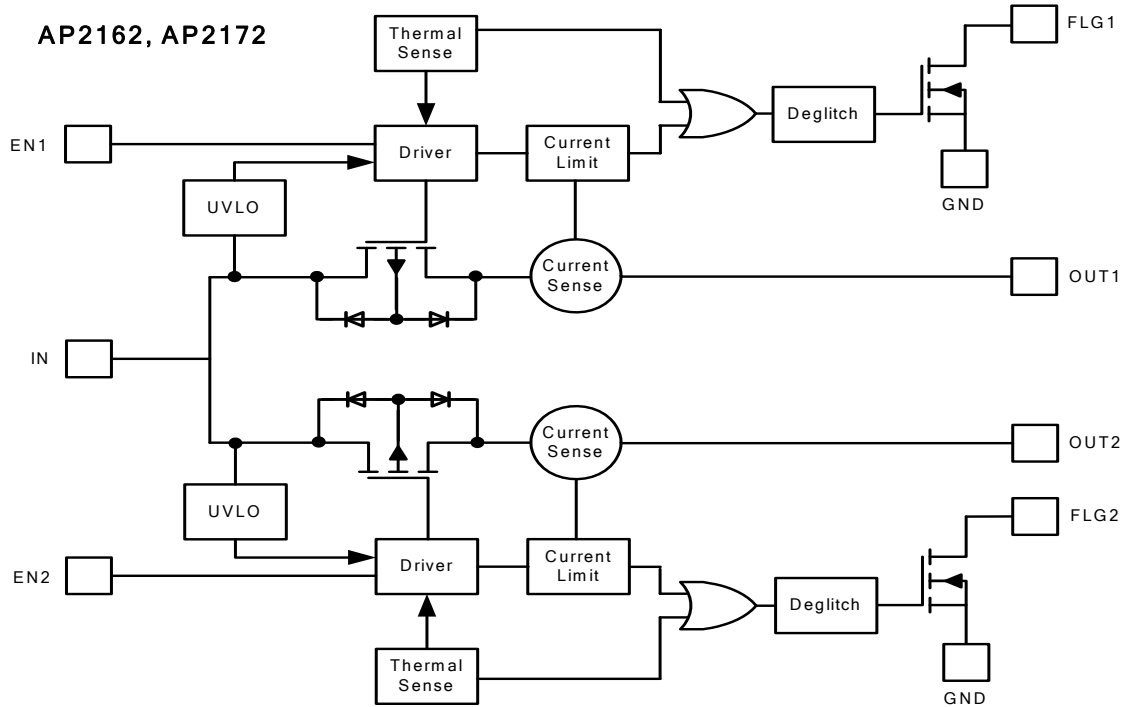 AP2162, AP2172
Thermal
Sense
FLG1
EN1
Driver
Current
Limit
Deglitch
UVLO
GND
Current
Sense
OUT1
IN
Current
Sense
OUT2
UVLO
FLG2
EN2
Driver
Current
Limit
Deglitch
Thermal
Sense
GND